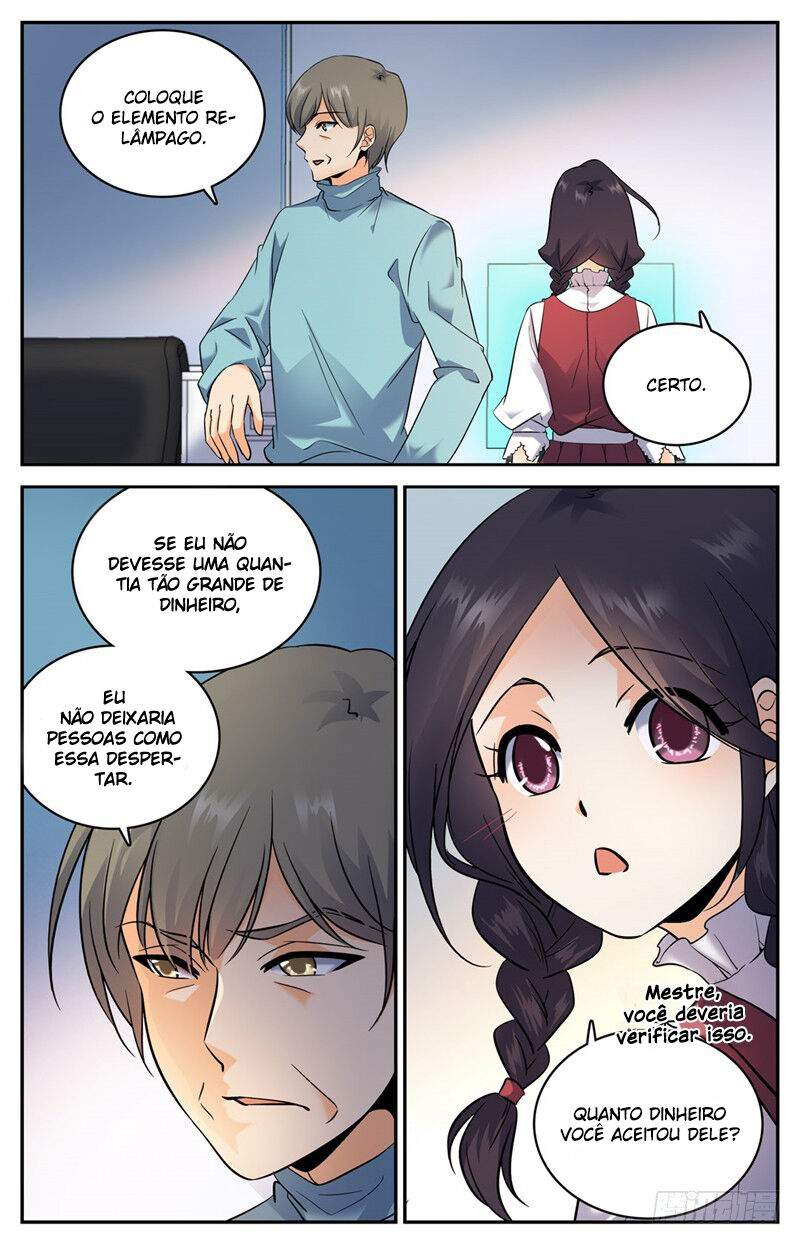 COLOQUE
O ELEMENTO RE-
LÂMPAGO.
CERTO.
SE EU NÃO
DEVESSE UMA QUAN-
TIA TÃO GRANDE DE
DINHEIRO,
EU
NÃO DEIXARIA
PESSOAS COMO
ESSA DESPER-
TAR.
Mestre,
você deveria
verificar isso.
QUANTO DINHEIRO
VOCÊ ACEITOU DELE?